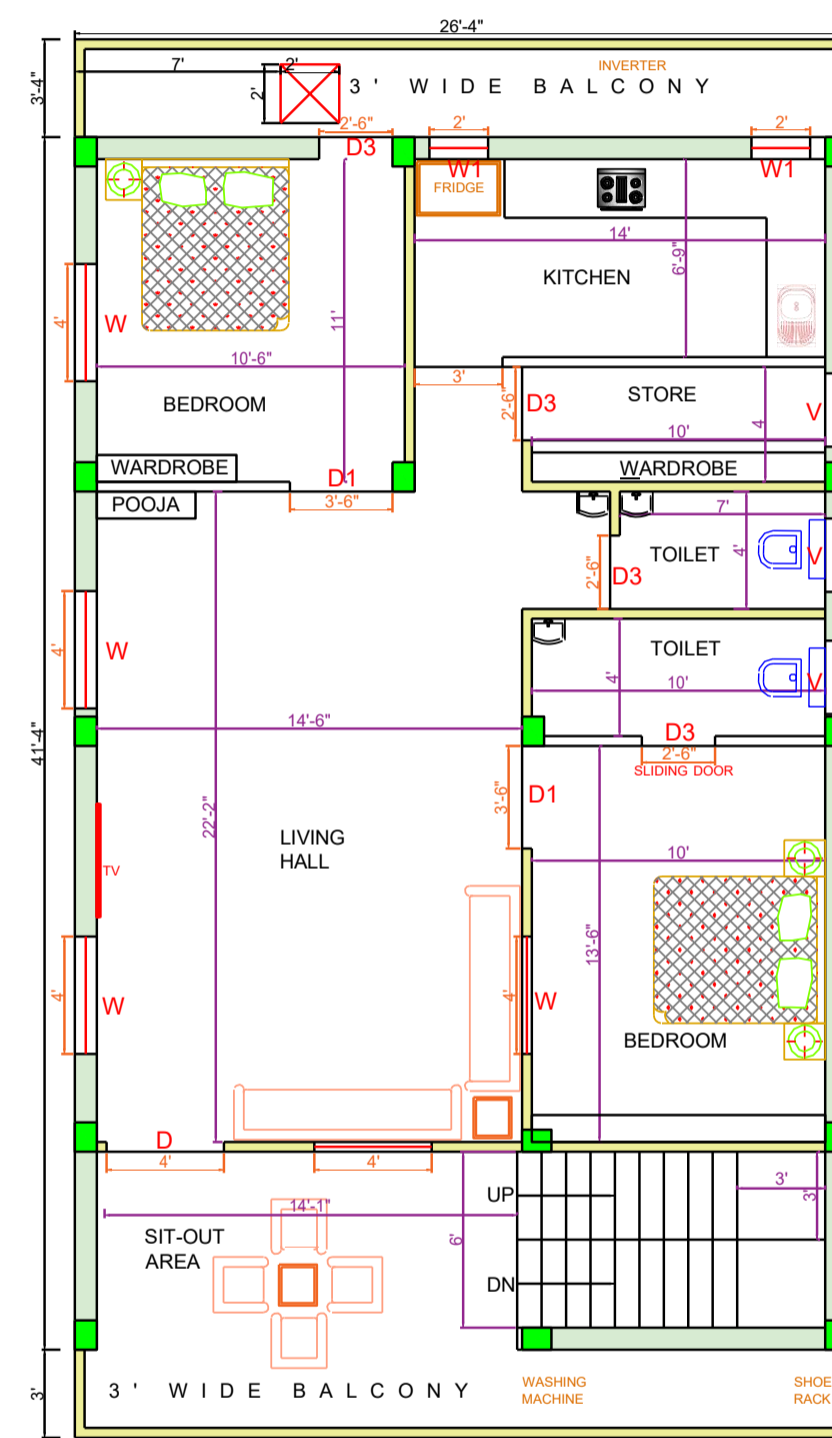 26'-4"
3'-4"
7'
2'
2'
INVERTER
3' WIDE BALCONY
2'-6"
D3
2'
W1
2'
W1
FRIDGE
14'
6'-9"
KITCHEN
4'
W
11'
10'-6"
BEDROOM
3'
2'-6"
D3
STORE
4
V
10'
WARDROBE
WARDROBE
D1
3'-6"
POOJA
7'
TOILET
4'
V
2'-6"
D3
4'
W
TOILET
4'
10'
V
14'-6"
D3
2'-6"
SLIDING DOOR
41'-4"
3'-6"
D1
22'-2"
LIVING
HALL
10'
TV
13'-6"
4'
W
4'
W
BEDROOM
D
4'
4'
UP
3'
3'
14'-1"
6'
SIT-OUT
AREA
DN
3'
3' WIDE BALCONY
WASHING
MACHINE
SHOE
RACK